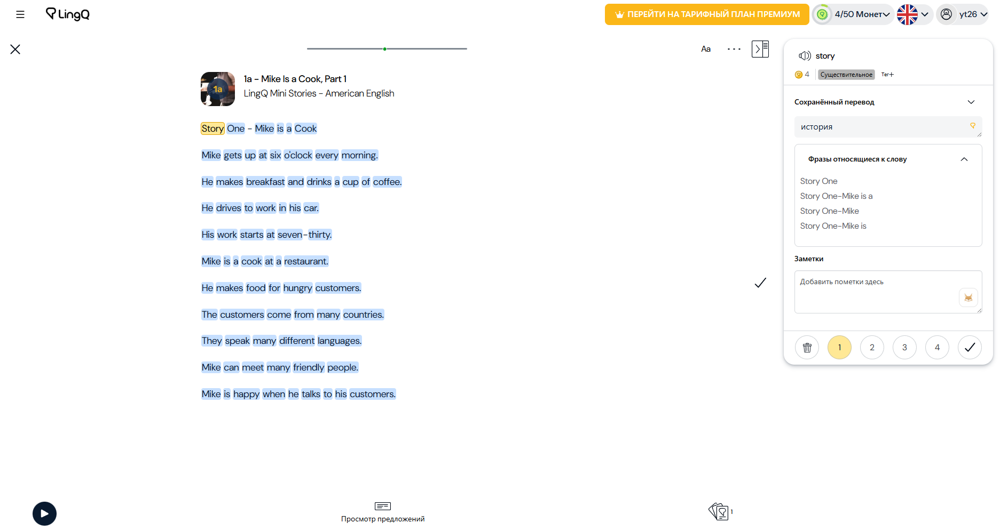 LingQ
ПЕРЕЙТИ НА ТАРИФНЫЙ ПЛАН ПРЕМИУМ
4/50 Монет
yt26
Aa
1a
1a - Mike Is a Cook, Part 1
LingQ Mini Stories - American English
Story One - Mike is a Cook
Mike gets up at six o'clock every morning.
He makes breakfast and drinks a cup of coffee.
He drives to work in his car.
His work starts at seven-thirty.
Mike is a cook at a restaurant.
He makes food for hungry customers.
The customers come from many countries.
They speak many different languages.
Mike can meet many friendly people.
Mike is happy when he talks to his customers.
Просмотр предложений
1
story
4 Существительное Тег+
Сохранённый перевод
история
Фразы относящиеся к слову
Story One
Story One-Mike is a
Story One-Mike
Story One-Mike is
Заметки
Добавить пометки здесь
1 2 3 4